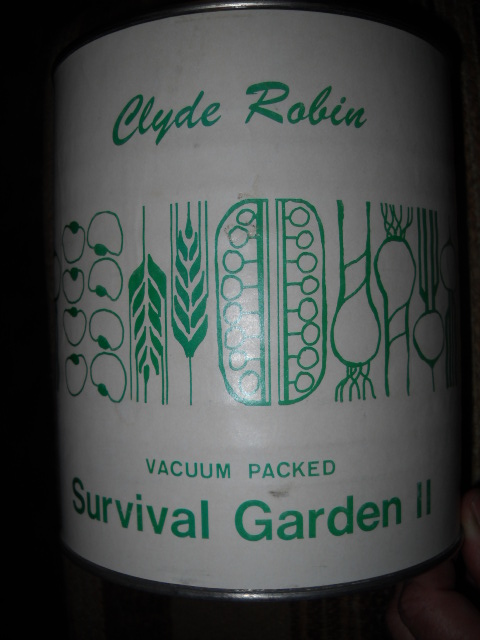 Clyde Robin
VACUUM PACKED
Survival Garden II